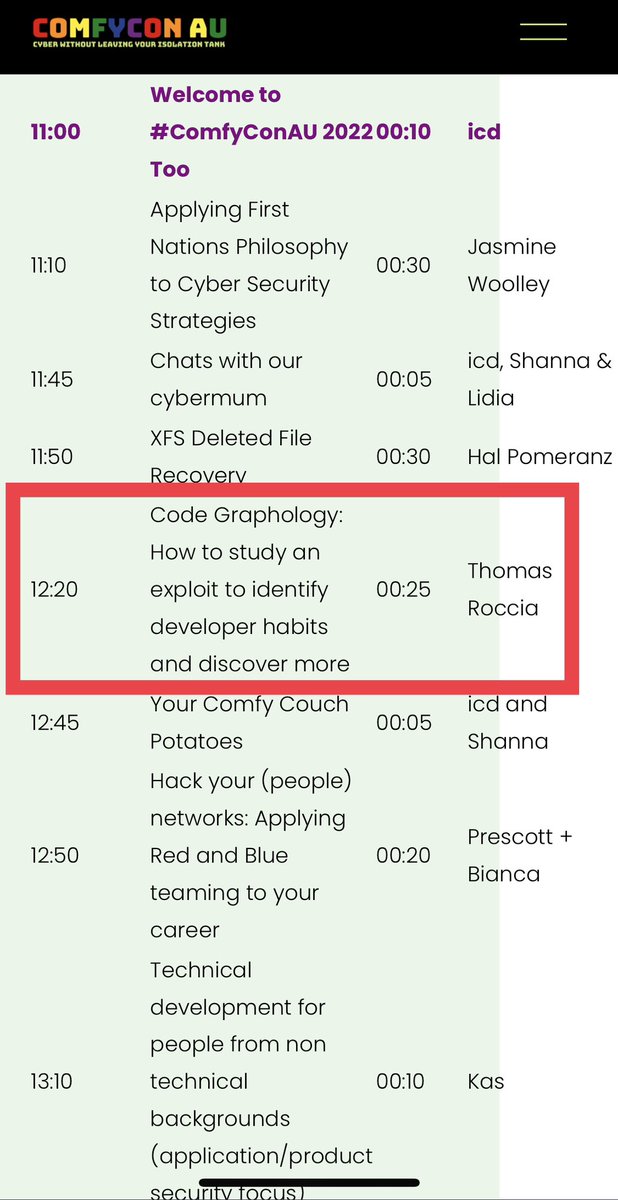 COMFYCON AU
CYBER WITHOUT LEAVING YOUR ISOLATION TANK
11:00
Welcome to
#ComfyConAU 2022
Too
00:10
icd
11:10
Applying First
Nations Philosophy
to Cyber Security
Strategies
00:30
Jasmine
Woolley
11:45
Chats with our
cybermum
00:05
icd, Shanna &
Lidia
11:50
XFS Deleted File
Recovery
00:30
Hal Pomeranz
12:20
Code Graphology:
How to study an
exploit to identify
developer habits
and discover more
00:25
Thomas
Roccia
12:45
Your Comfy Couch
Potatoes
00:05
icd and
Shanna
12:50
Hack your (people)
networks: Applying
Red and Blue
teaming to your
career
00:20
Prescott +
Bianca
13:10
Technical
development for
people from non
technical
backgrounds
(application/product
security focus)
00:10
Kas